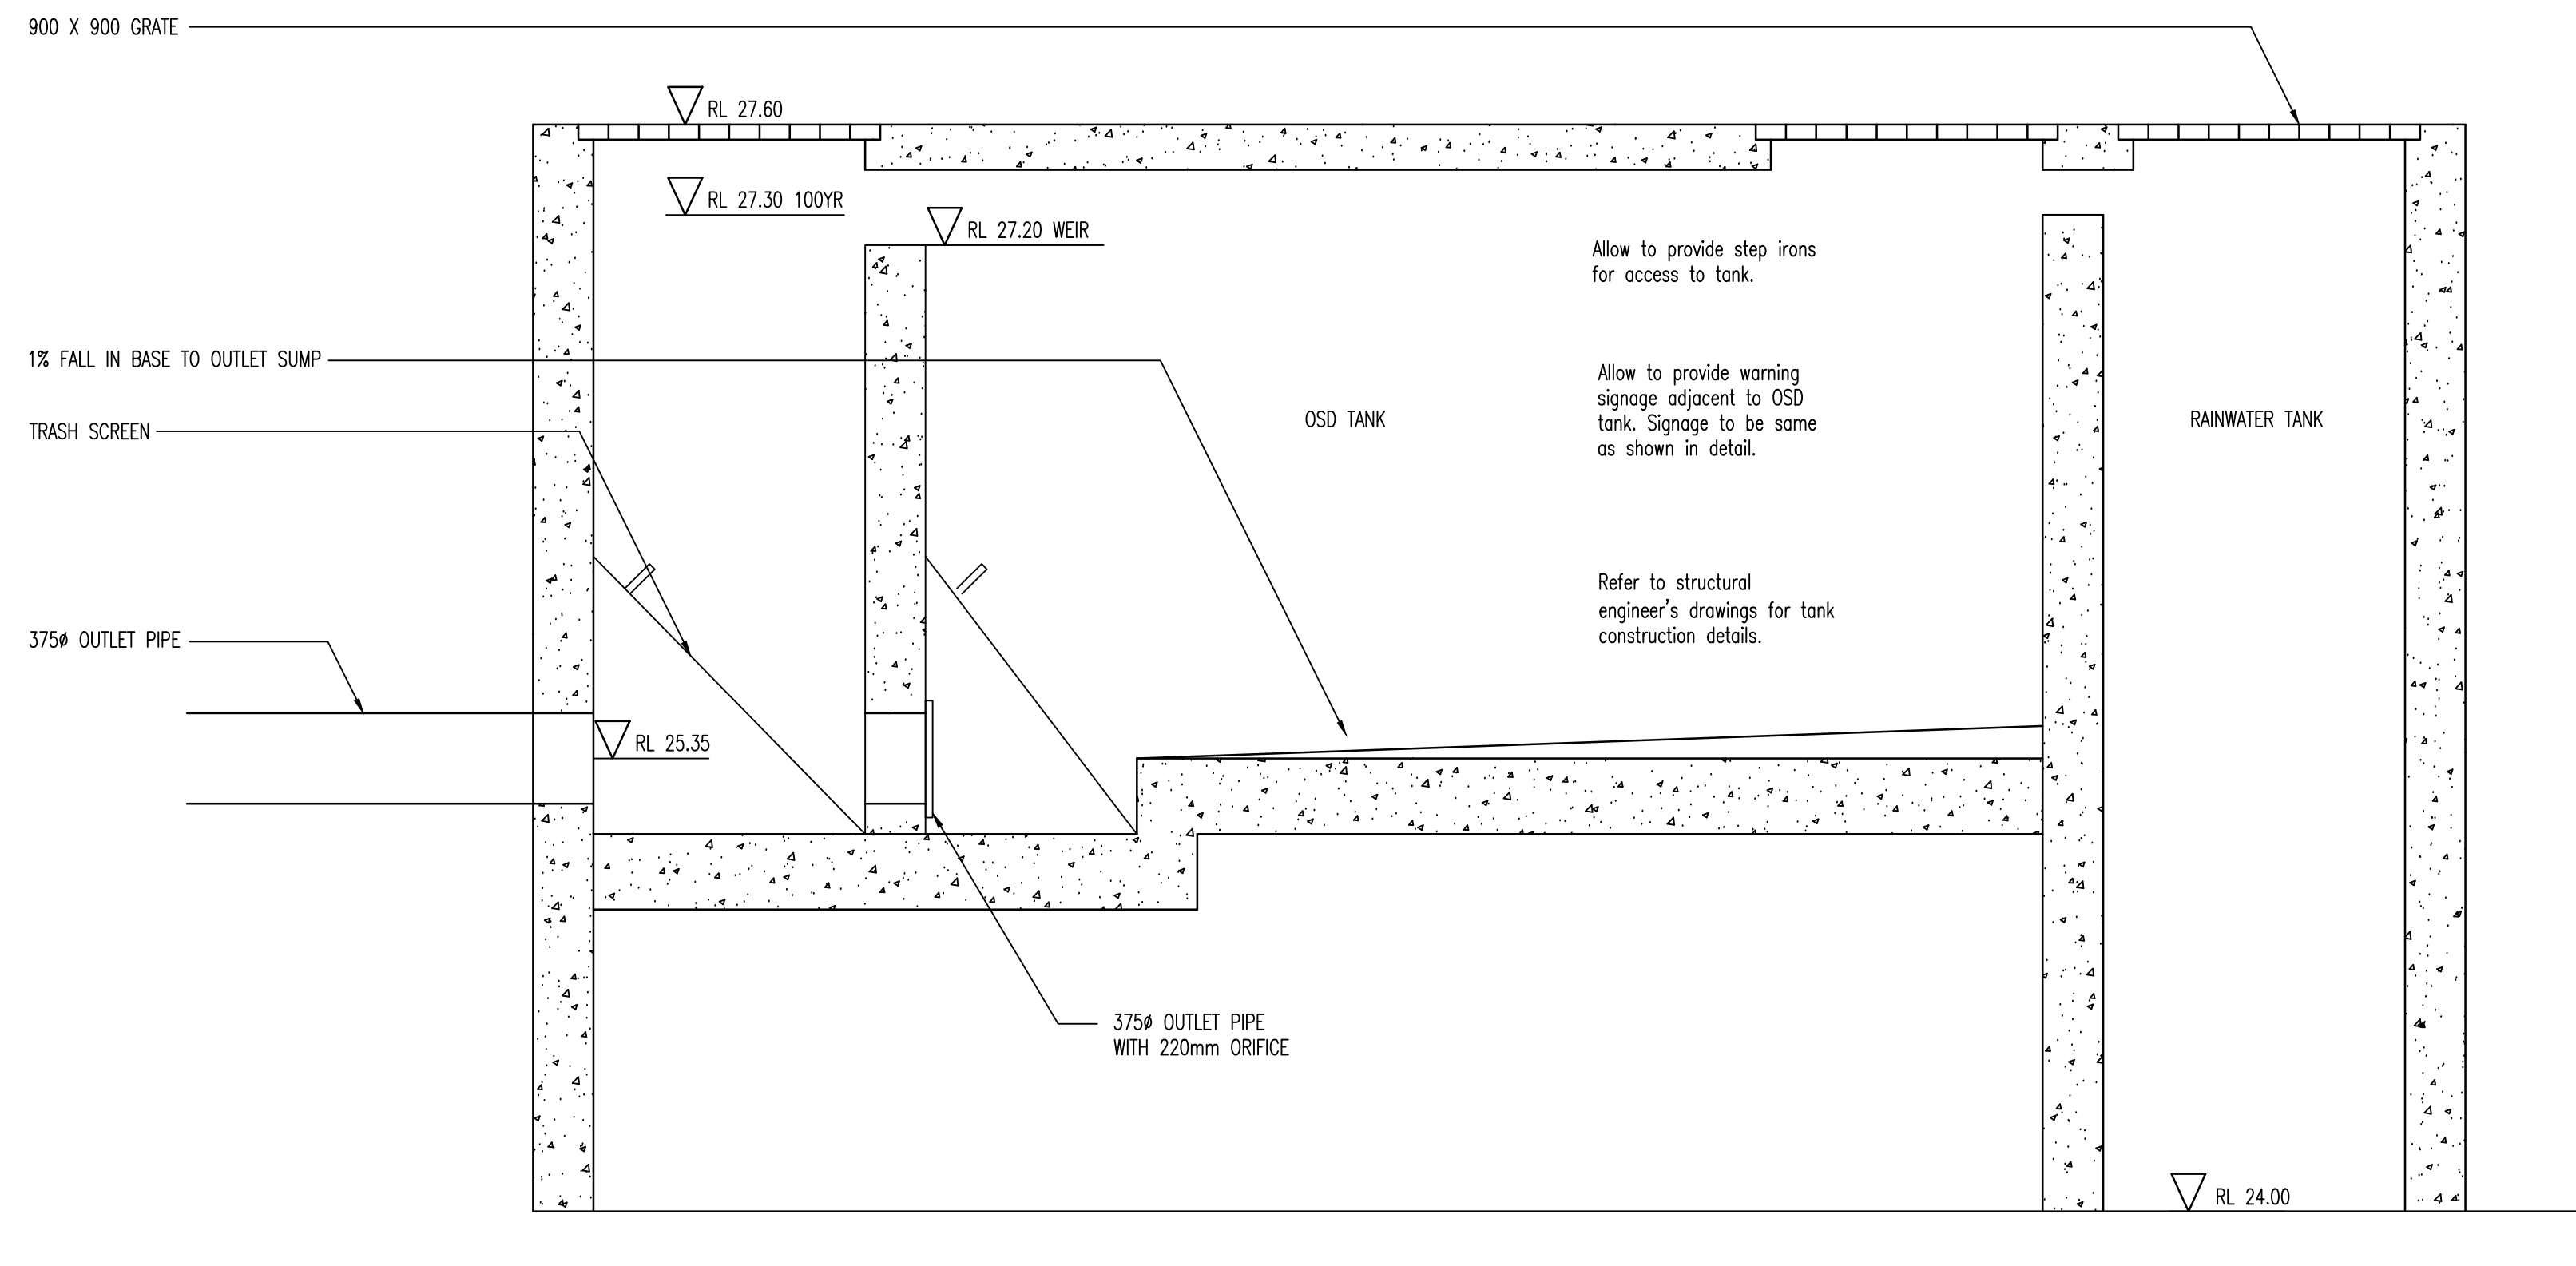 900 X 900 GRATE
RL 27.60
RL 27.30 100YR
RL 27.20 WEIR
Allow to provide step irons
for access to tank.
1% FALL IN BASE TO OUTLET SUMP
Allow to provide warning
signage adjacent to OSD
tank. Signage to be same
as shown in detail.
OSD TANK
RAINWATER TANK
TRASH SCREEN
Refer to structural
engineer's drawings for tank
construction details.
375ø OUTLET PIPE
RL 25.35
375ø OUTLET PIPE
WITH 220mm ORIFICE
RL 24.00